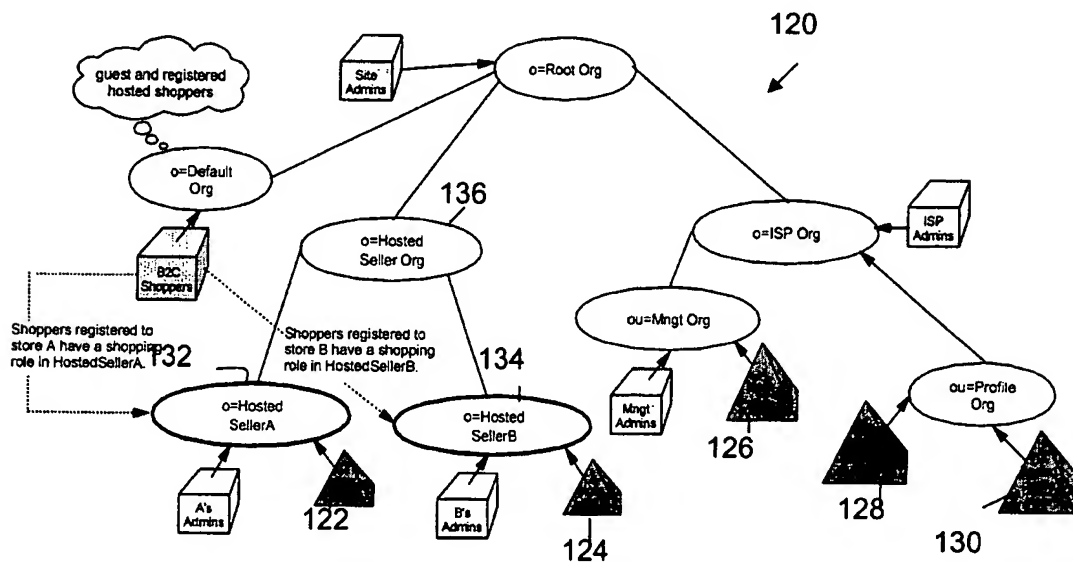 120
guest and registered
hosted shoppers
Site
Admins
o=Root Org
o=Default
Org
136
o=Hosted
Seller Org
o=ISP Org
ISP
Admins
B2C
Shoppers
ou=Mngt Org
Shoppers registered to
store A have a shopping
role in HostedSellerA.
132
Shoppers registered to
store B have a shopping
role in HostedSellerB.
134
ou=Profile
Org
o=Hosted
SellerA
o=Hosted
SellerB
Mngt
Admins
126
A's
Admins
122
B's
Admins
124
128
130